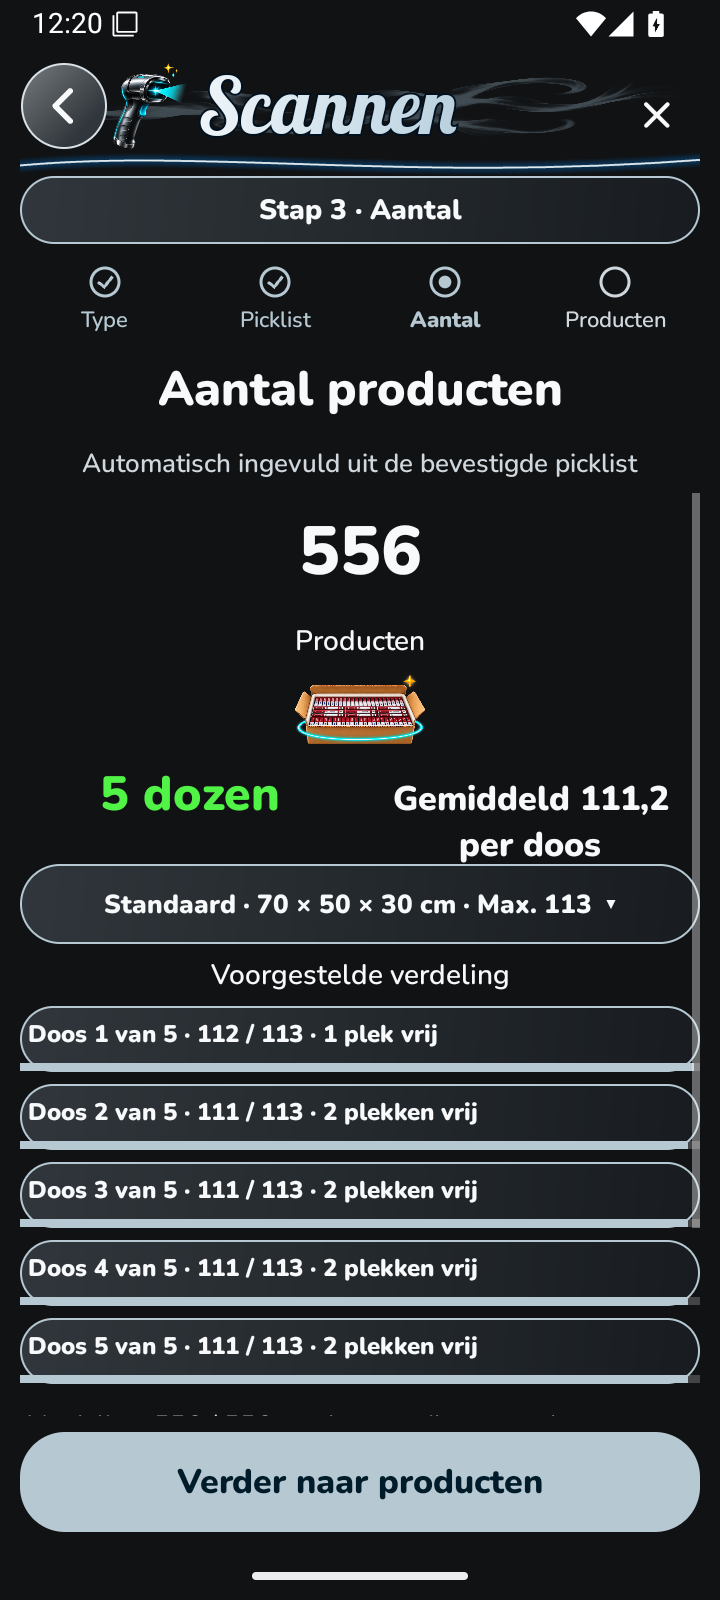 12:20
Scannen
Stap 3 · Aantal
Type
Picklist
Aantal
Producten
Aantal producten
Automatisch ingevuld uit de bevestigde picklist
556
Producten
5 dozen
Gemiddeld 111,2
per doos
Standaard · 70 × 50 × 30 cm · Max. 113 ▼
Voorgestelde verdeling
Doos 1 van 5 · 112 / 113 · 1 plek vrij
Doos 2 van 5 · 111 / 113 · 2 plekken vrij
Doos 3 van 5 · 111 / 113 · 2 plekken vrij
Doos 4 van 5 · 111 / 113 · 2 plekken vrij
Doos 5 van 5 · 111 / 113 · 2 plekken vrij
Verder naar producten